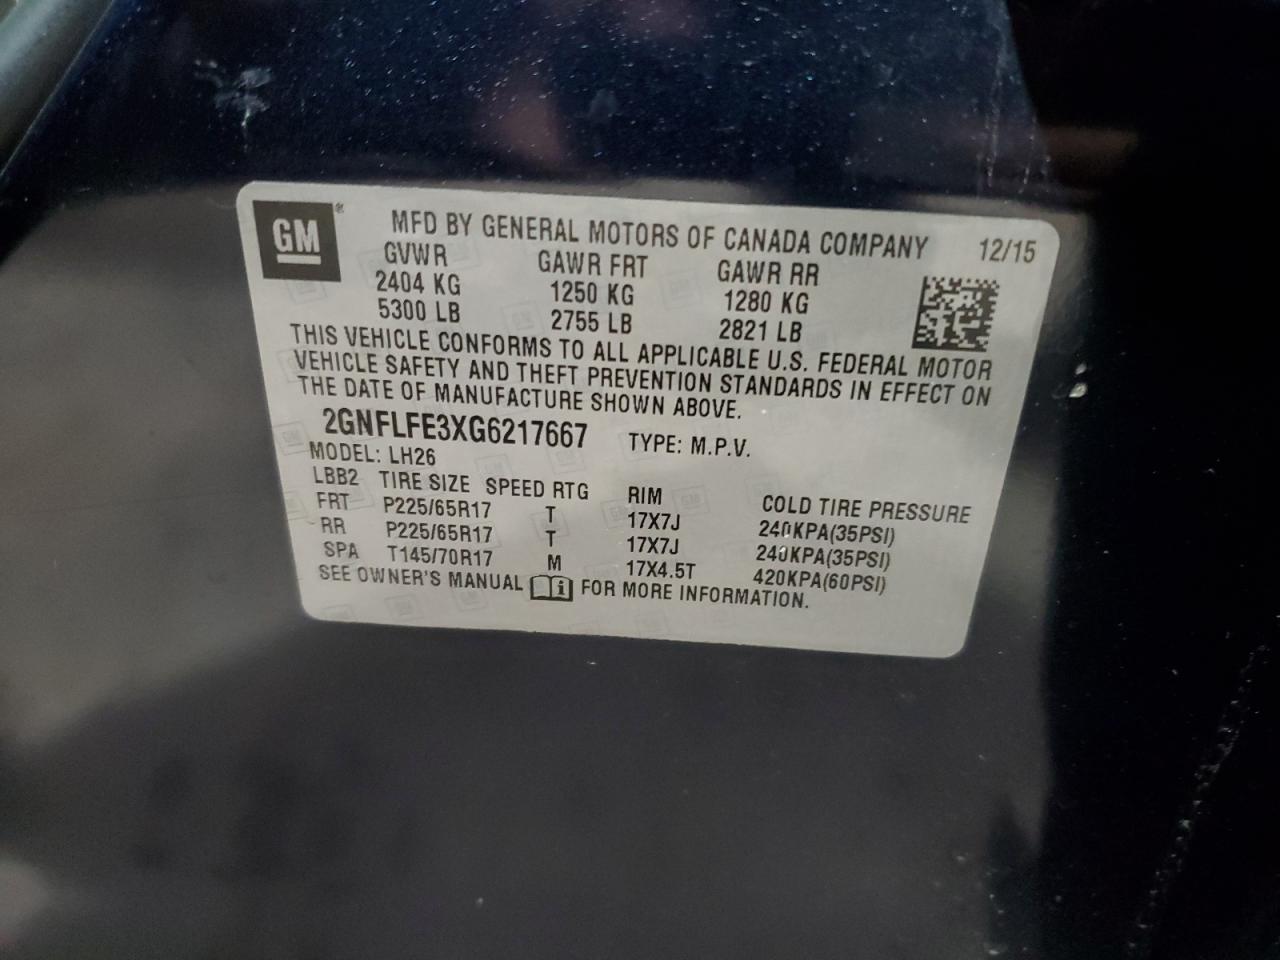 GM®
MFD BY GENERAL MOTORS OF CANADA COMPANY 12/15
GVWR GAWR FRT GAWR RR
2404 KG 1250 KG 1280 KG
5300 LB 2755 LB 2821 LB
THIS VEHICLE CONFORMS TO ALL APPLICABLE U.S. FEDERAL MOTOR
VEHICLE SAFETY AND THEFT PREVENTION STANDARDS IN EFFECT ON
THE DATE OF MANUFACTURE SHOWN ABOVE.
2GNFLFE3XG6217667 TYPE: M.P.V.
MODEL: LH26
LBB2 TIRE SIZE SPEED RTG RIM COLD TIRE PRESSURE
FRT P225/65R17 T 17X7J 240KPA(35PSI)
RR P225/65R17 T 17X7J 240KPA(35PSI)
SPA T145/70R17 M 17X4.5T 420KPA(60PSI)
SEE OWNER'S MANUAL i FOR MORE INFORMATION.